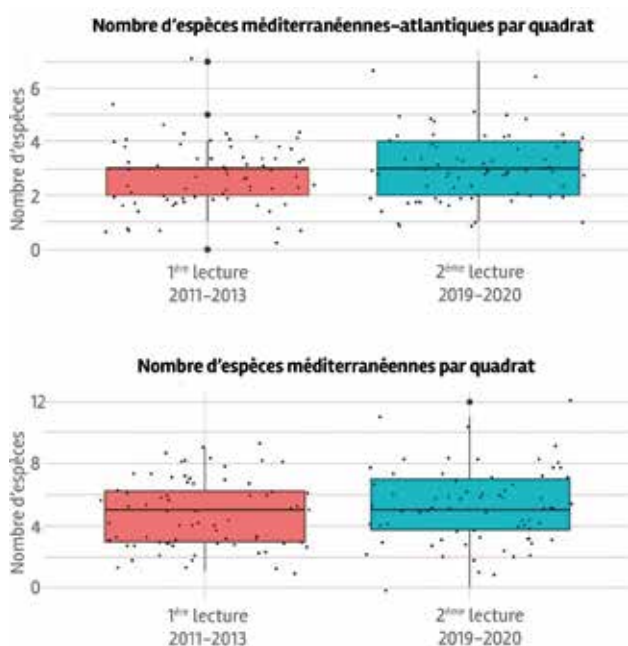 Nombre d'espèces méditerranéennes-atlantiques par quadrat
Nombre d'espèces
6
4
2
0
1ère lecture
2011-2013
2ème lecture
2019-2020
Nombre d'espèces méditerranéennes par quadrat
Nombre d'espèces
12
8
4
0
1ère lecture
2011-2013
2ème lecture
2019-2020